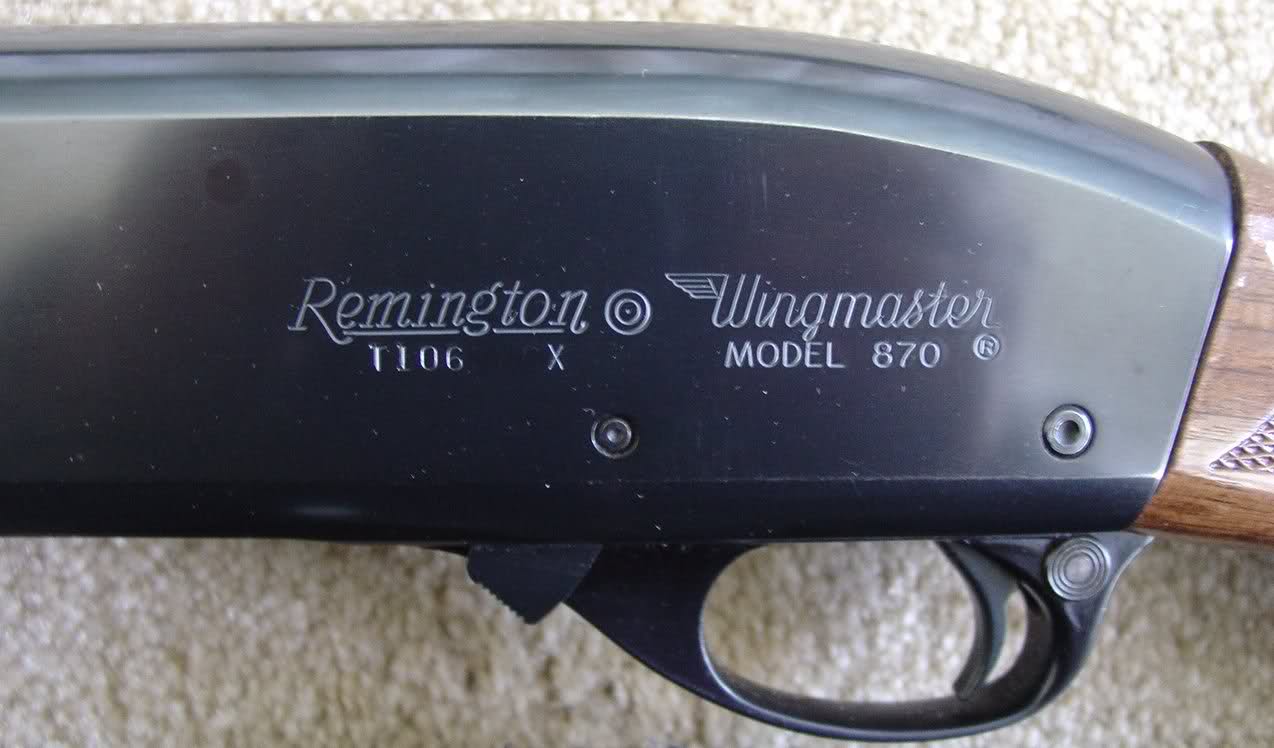 Remington Wingmaster
T106 X MODEL 870 ®